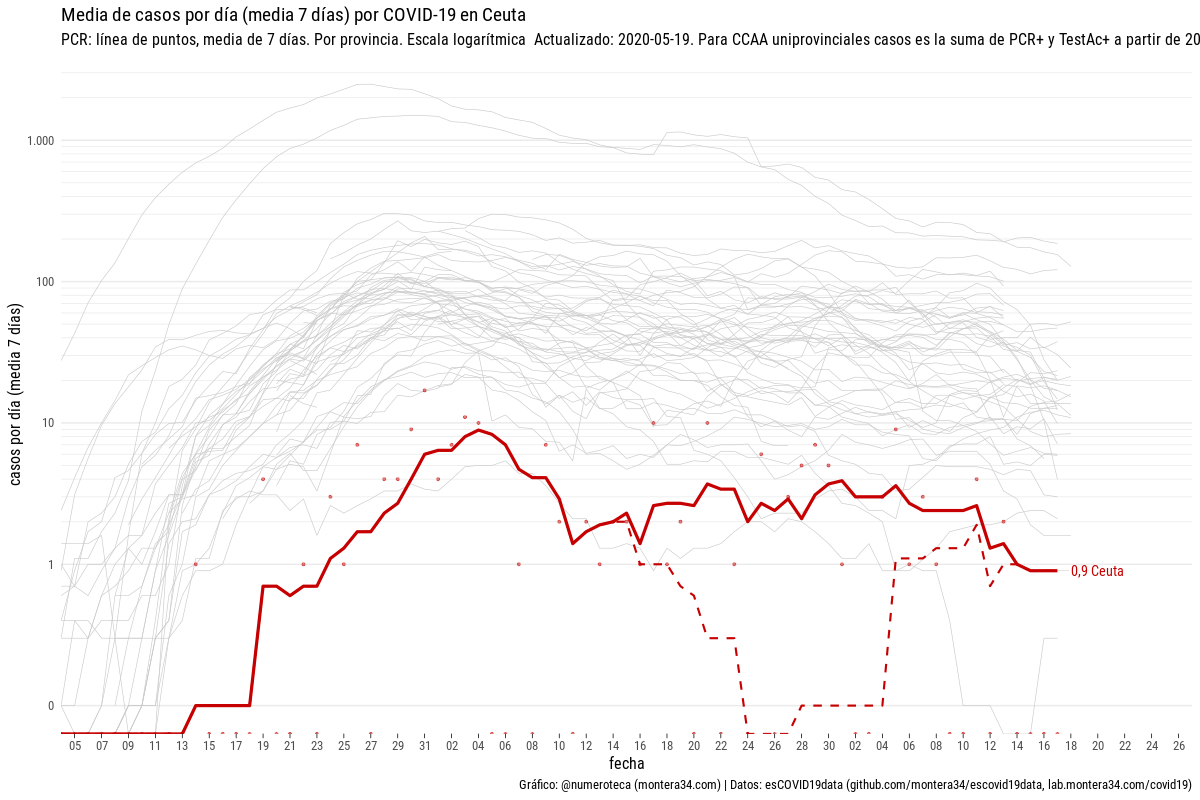 Media de casos por día (media 7 días) por COVID-19 en Ceuta
PCR: línea de puntos, media de 7 días. Por provincia. Escala logarítmica  Actualizado: 2020-05-19. Para CCAA uniprovinciales casos es la suma de PCR+ y TestAc+ a partir de 20
casos por día (media 7 días)
1.000
100
10
1
0
0,9 Ceuta
05 07 09 11 13 15 17 19 21 23 25 27 29 31 02 04 06 08 10 12 14 16 18 20 22 24 26 28 30 02 04 06 08 10 12 14 16 18 20 22 24 26
fecha
Gráfico: @numeroteca (montera34.com) | Datos: esCOVID19data (github.com/montera34/escovid19data, lab.montera34.com/covid19)